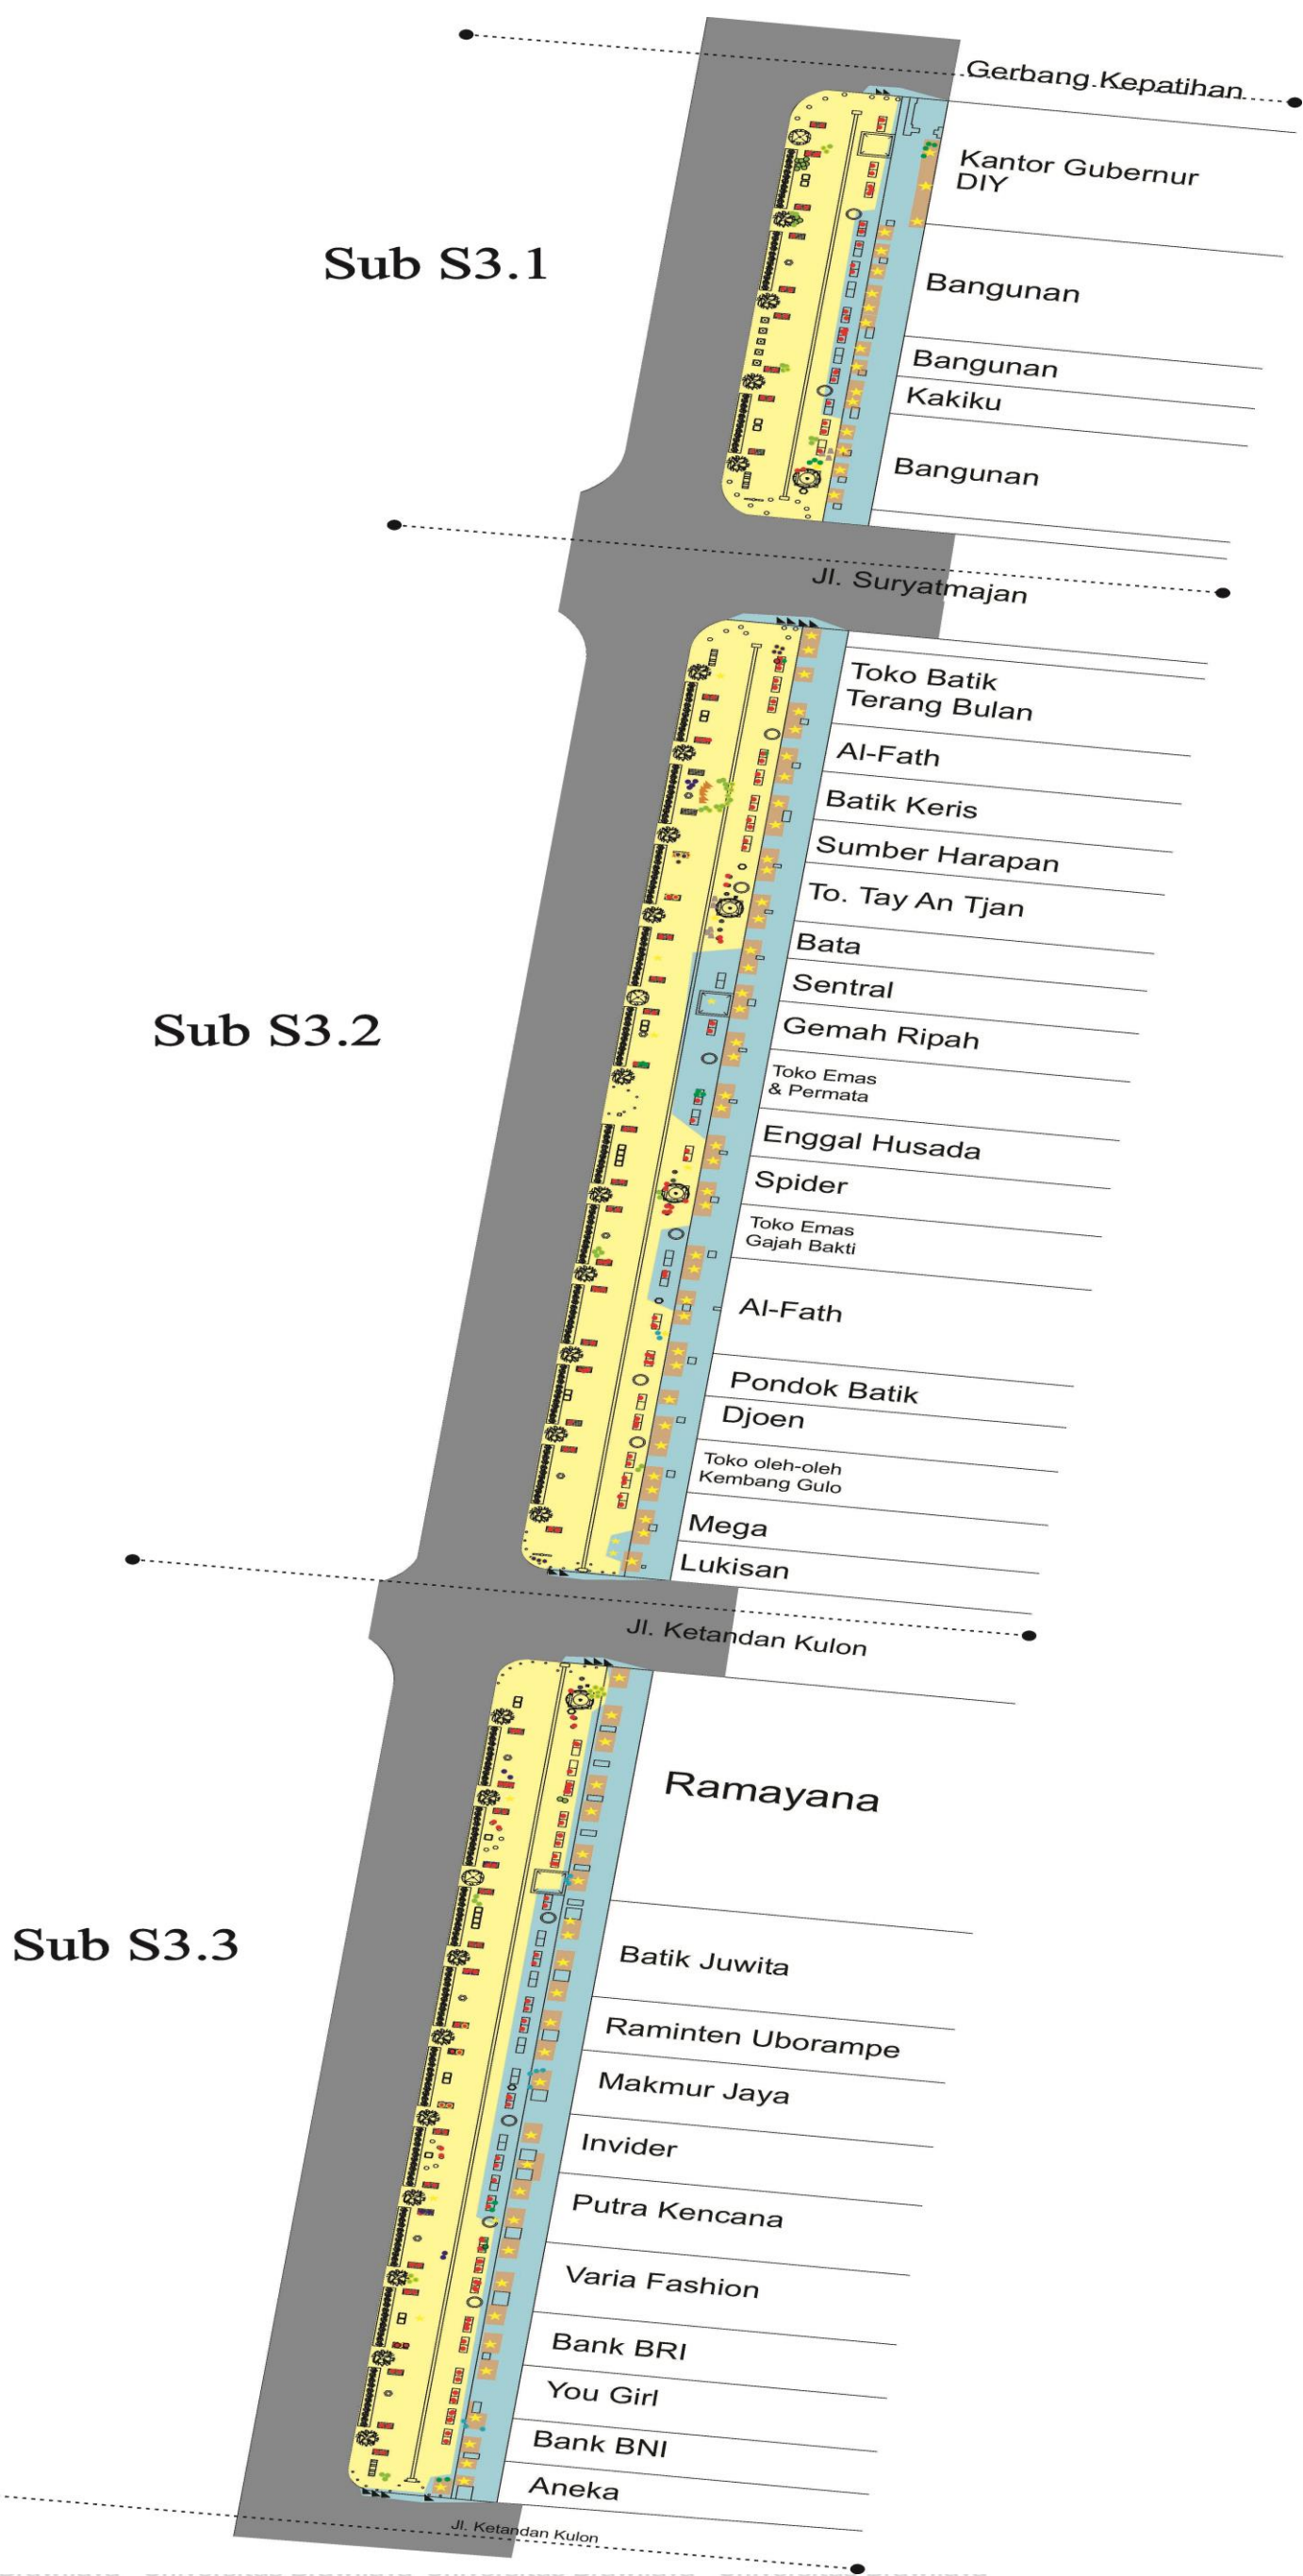 Gerbang Kepatihan
Kantor Gubernur
DIY
Sub S3.1
Bangunan
Bangunan
Kakiku
Bangunan
Jl. Suryatmajan
Toko Batik
Terang Bulan
Al-Fath
Batik Keris
Sumber Harapan
To. Tay An Tjan
Bata
Sentral
Sub S3.2
Gemah Ripah
Toko Emas
& Permata
Enggal Husada
Spider
Toko Emas
Gajah Bakti
Al-Fath
Pondok Batik
Djoen
Toko oleh-oleh
Kembang Gulo
Mega
Lukisan
Jl. Ketandan Kulon
Ramayana
Sub S3.3
Batik Juwita
Raminten Uborampe
Makmur Jaya
Invider
Putra Kencana
Varia Fashion
Bank BRI
You Girl
Bank BNI
Aneka
Jl. Ketandan Kulon